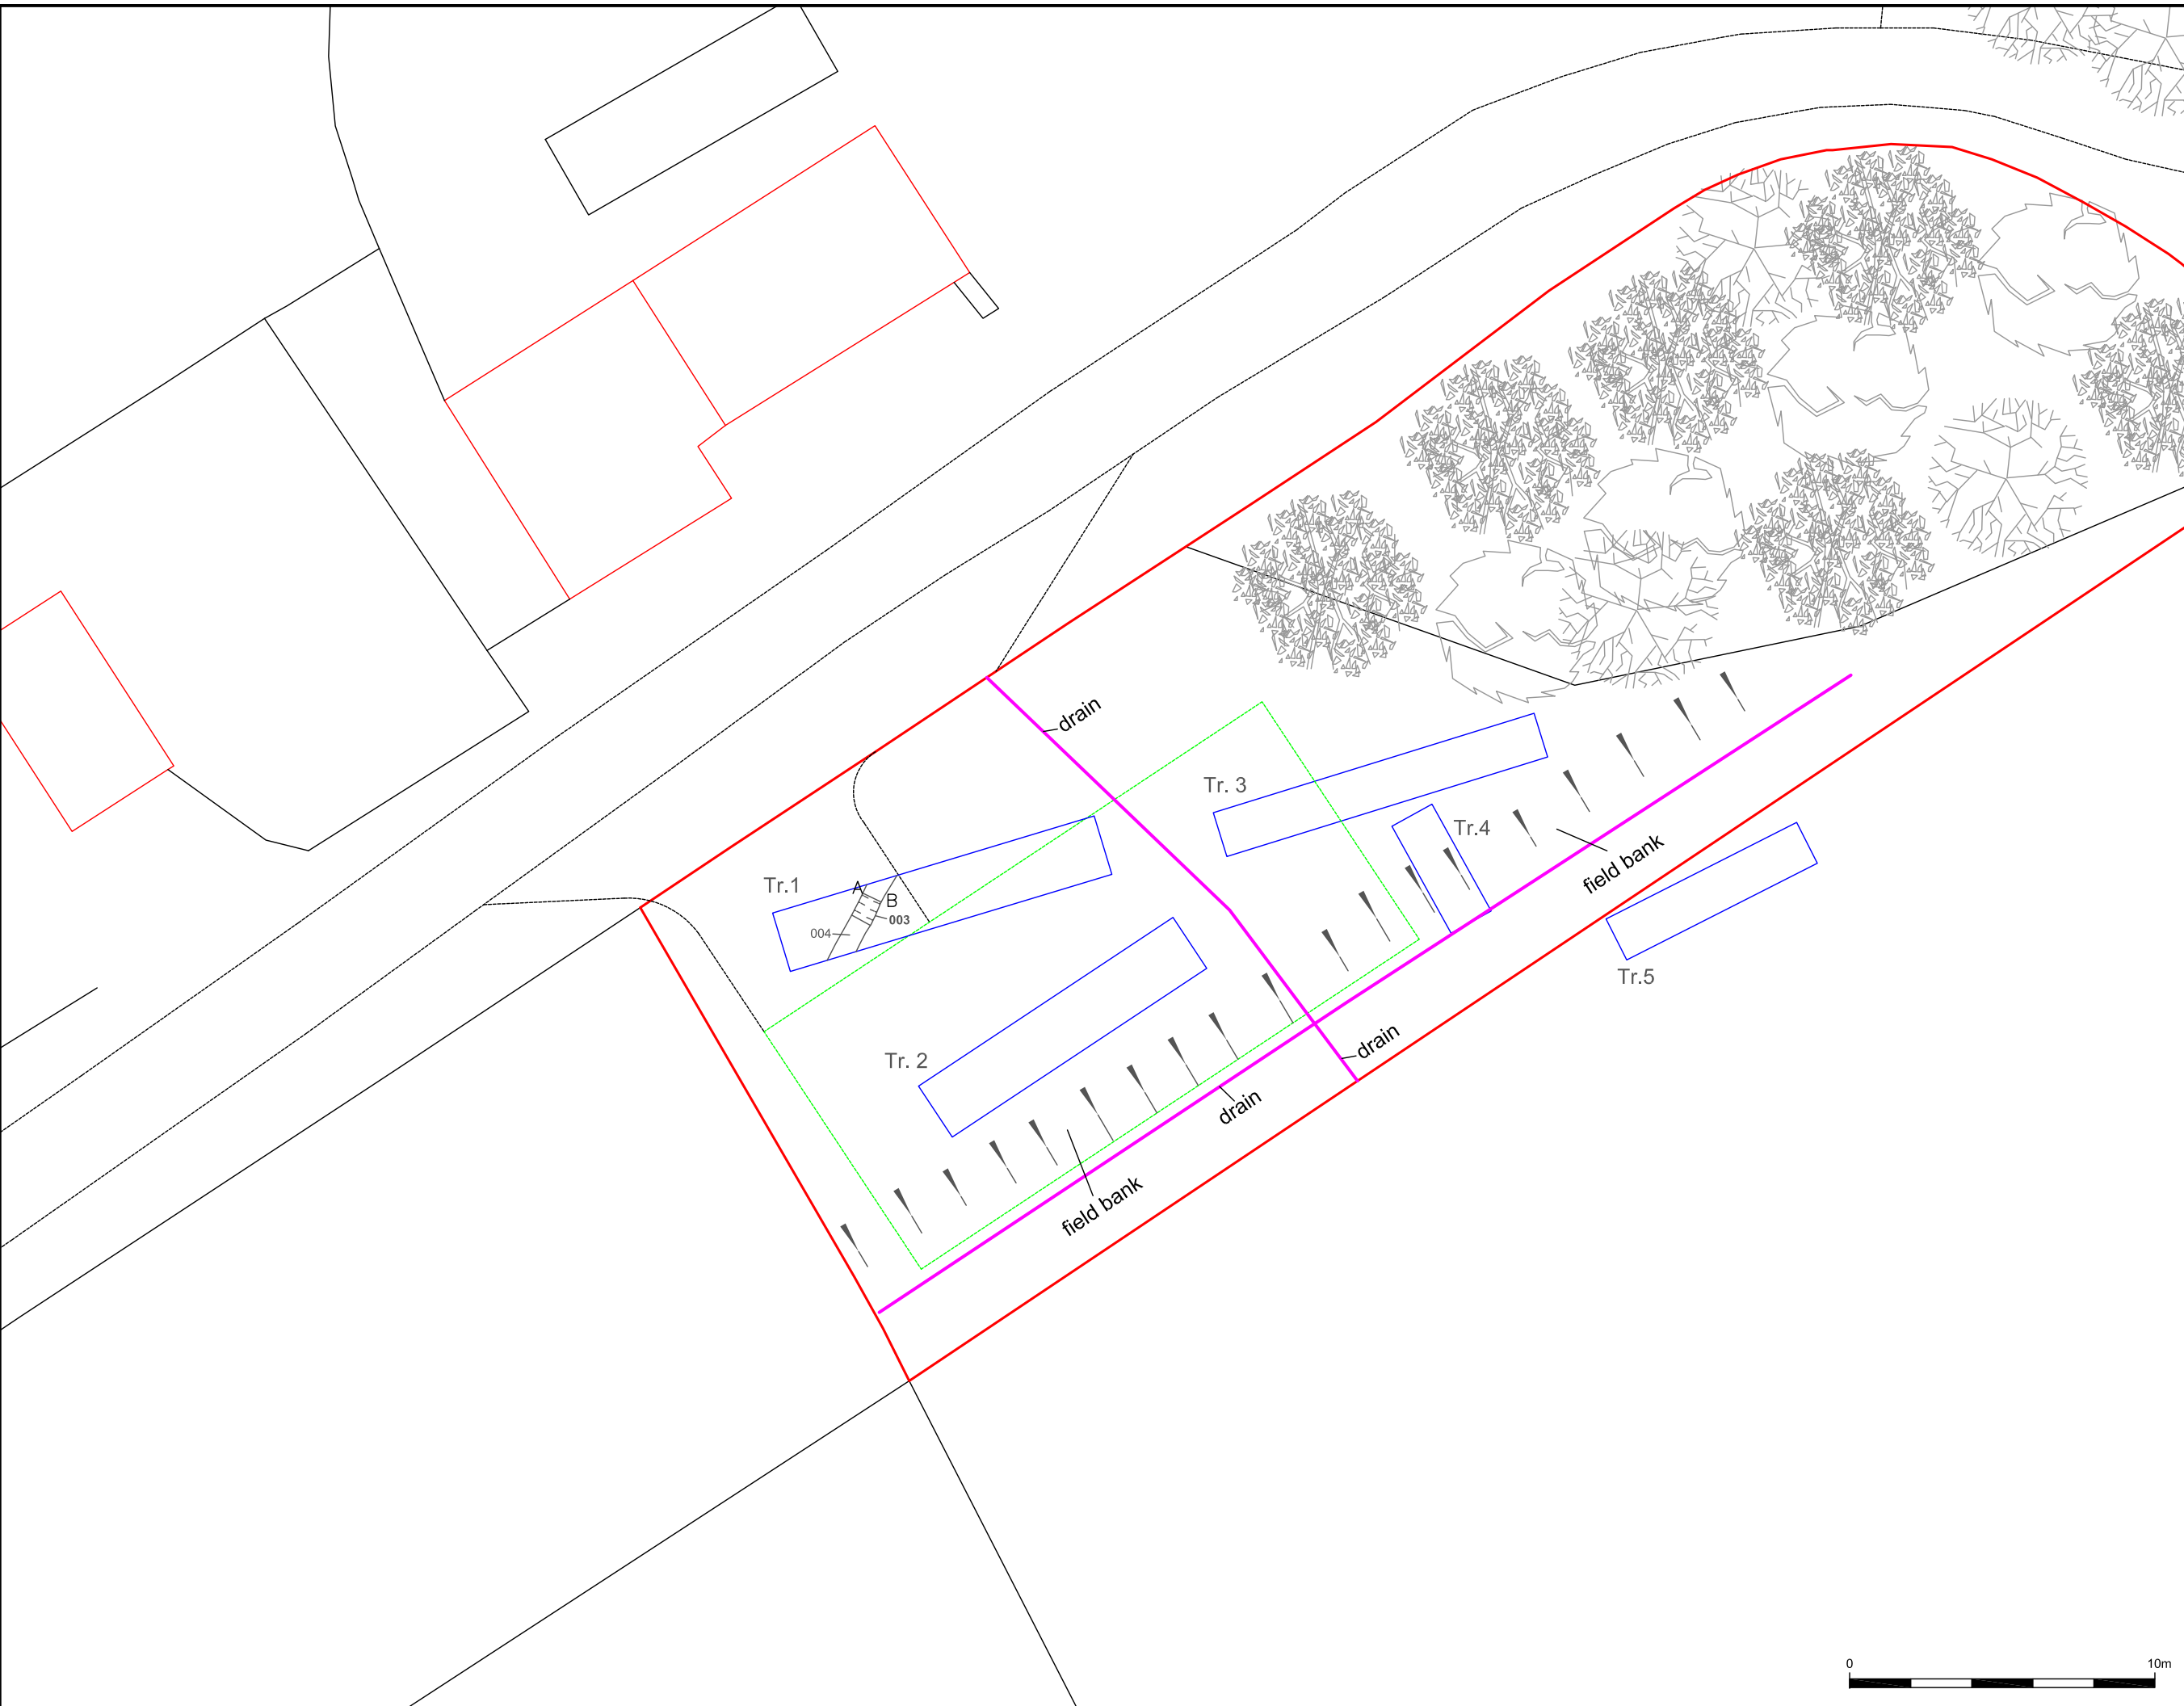 drain
Tr. 3
Tr.4
field bank
Tr.1
A
B
003
004
Tr.5
Tr. 2
drain
drain
field bank
0 10m